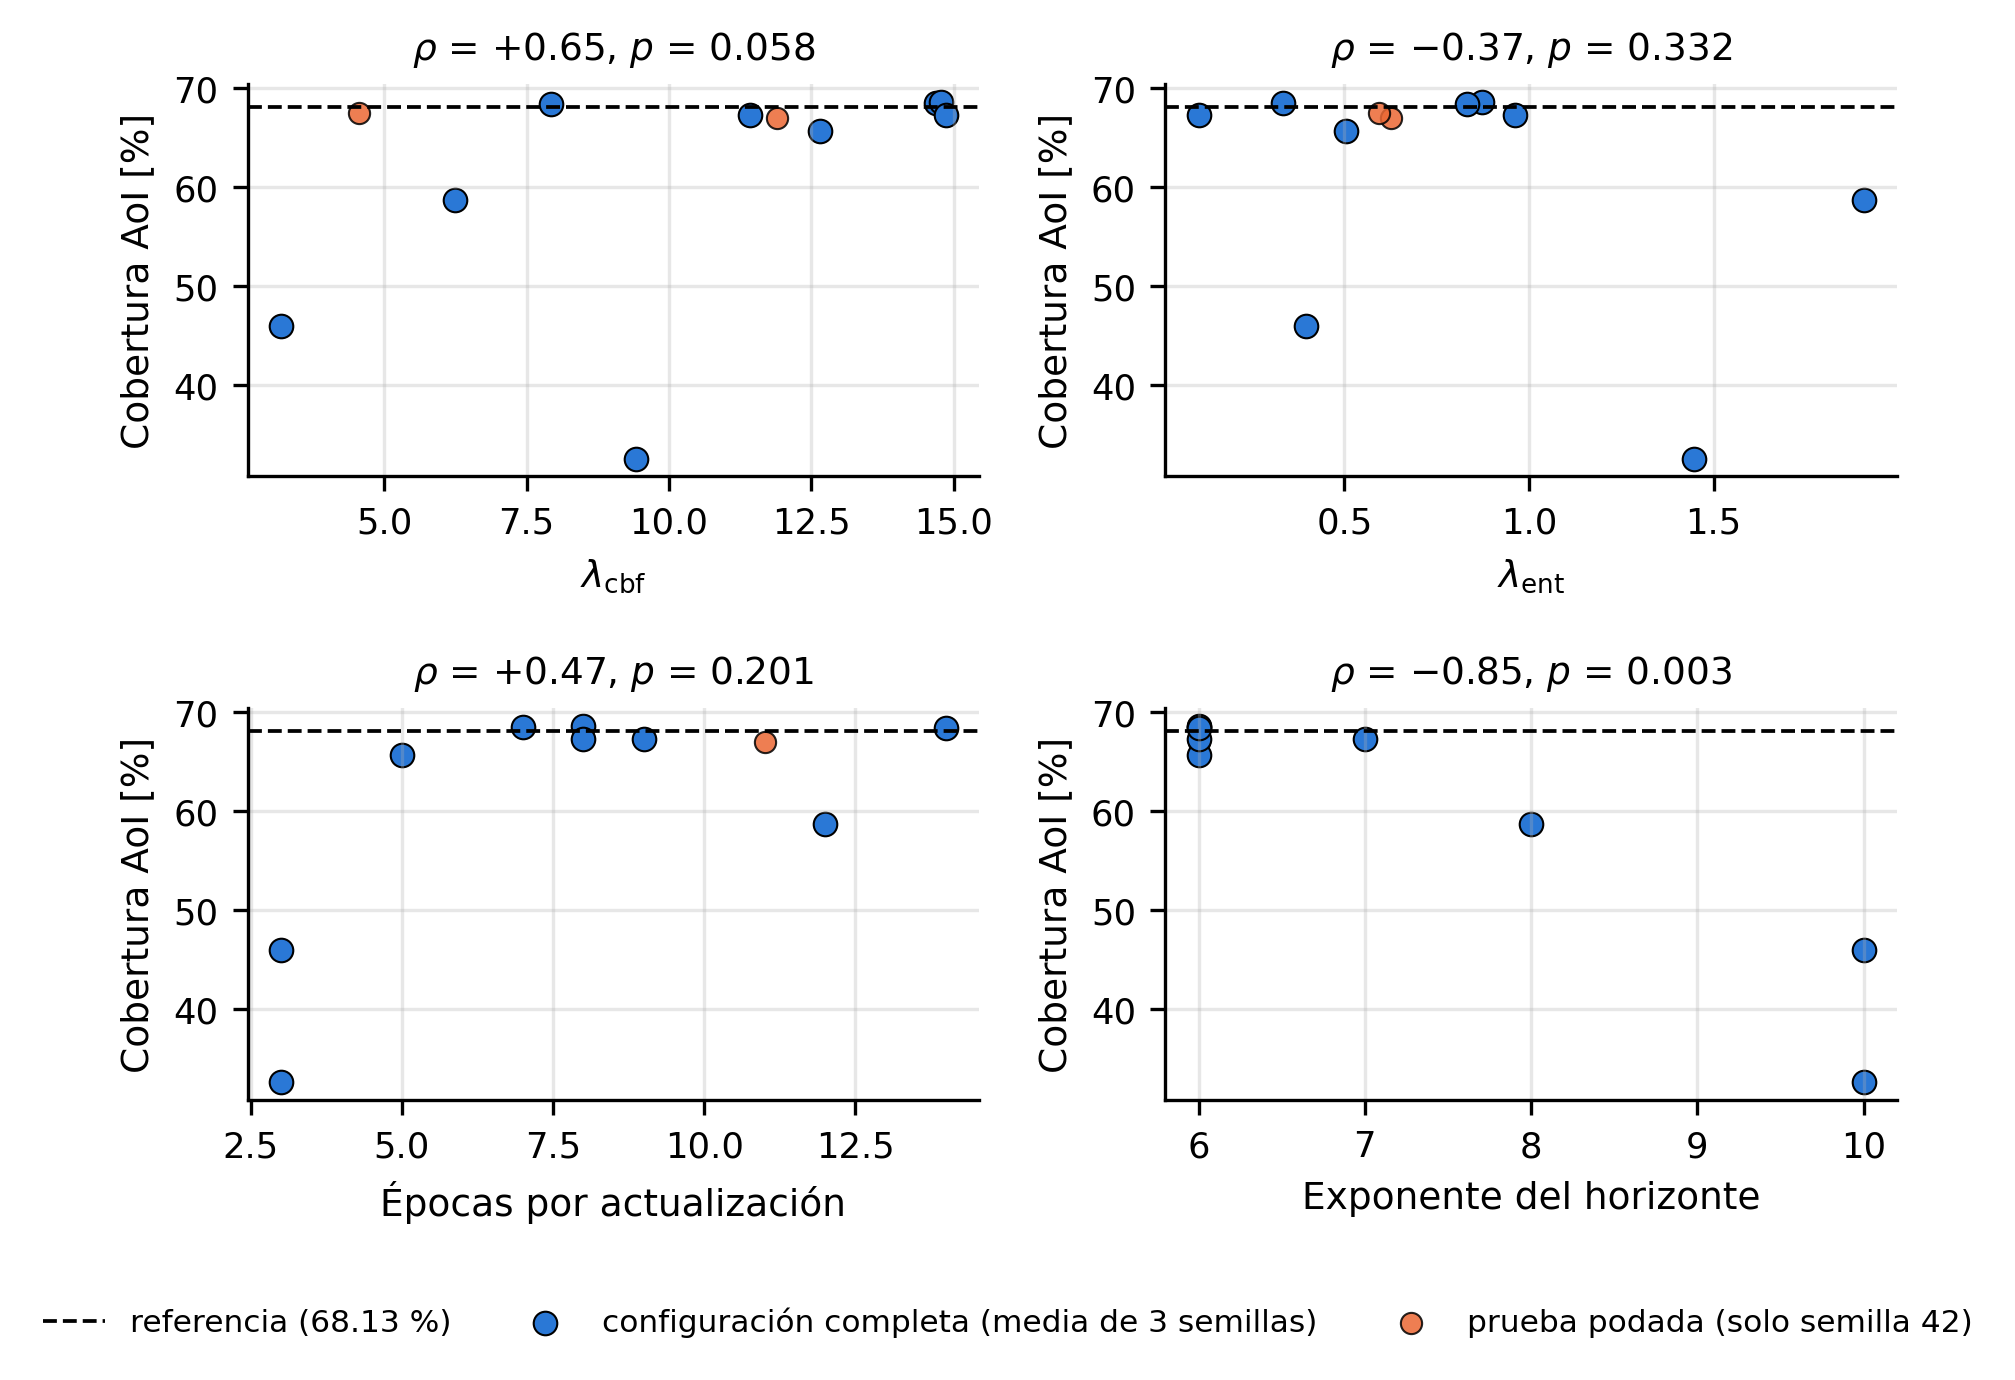 ρ = +0.65, p = 0.058
Cobertura AoI [%]
70
60
50
40
5.0 7.5 10.0 12.5 15.0
λcbf
ρ = −0.37, p = 0.332
Cobertura AoI [%]
70
60
50
40
0.5 1.0 1.5
λent
ρ = +0.47, p = 0.201
Cobertura AoI [%]
70
60
50
40
2.5 5.0 7.5 10.0 12.5
Épocas por actualización
ρ = −0.85, p = 0.003
Cobertura AoI [%]
70
60
50
40
6 7 8 9 10
Exponente del horizonte
referencia (68.13 %)
configuración completa (media de 3 semillas)
prueba podada (solo semilla 42)